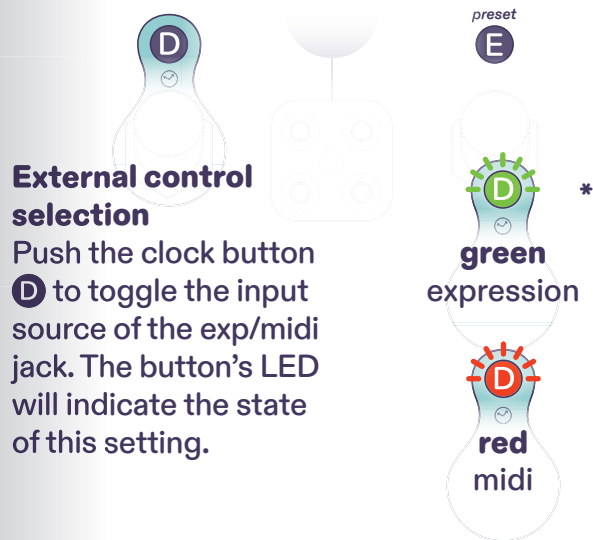 D
preset
E
External control
selection
Push the clock button
D to toggle the input
source of the exp/midi
jack. The button's LED
will indicate the state
of this setting.
D
*
green
expression
D
red
midi